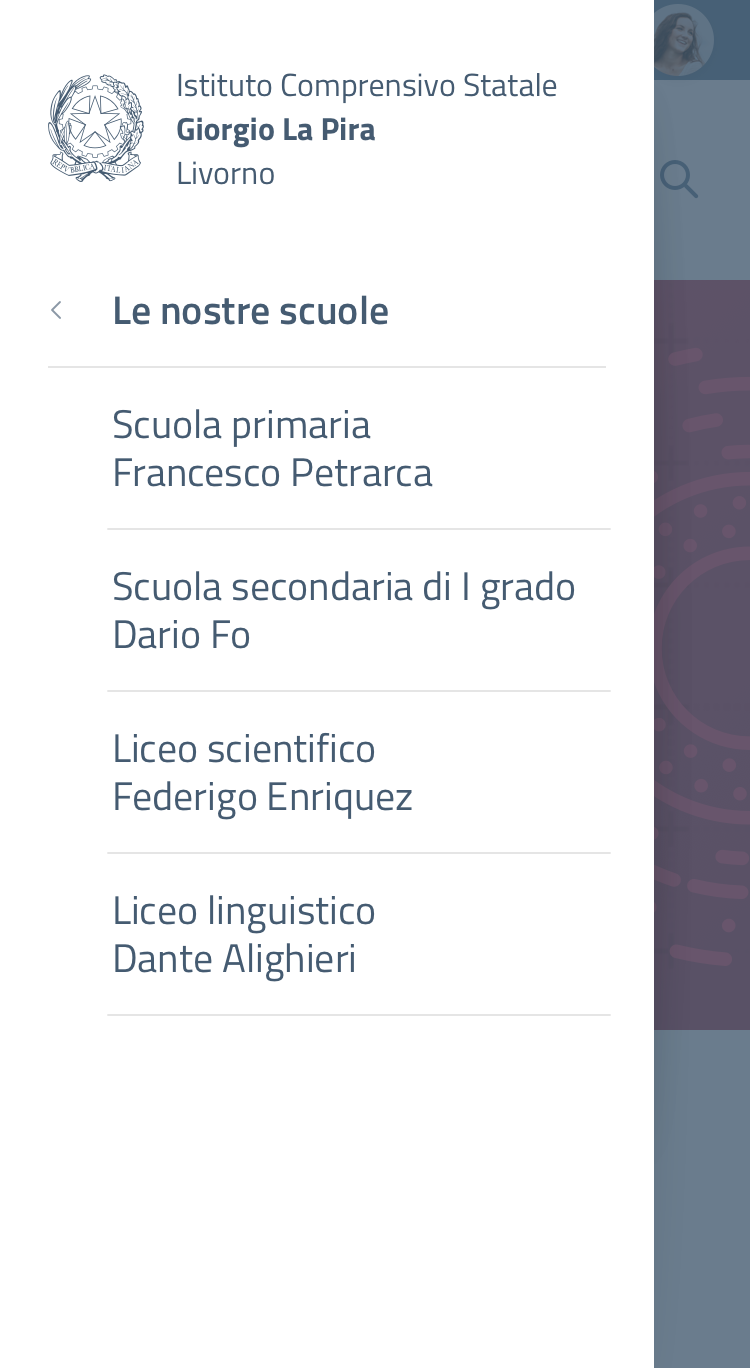 Istituto Comprensivo Statale
Giorgio La Pira
Livorno
REPVBBLICA ITALIANA
Le nostre scuole
Scuola primaria
Francesco Petrarca
Scuola secondaria di I grado
Dario Fo
Liceo scientifico
Federigo Enriquez
Liceo linguistico
Dante Alighieri